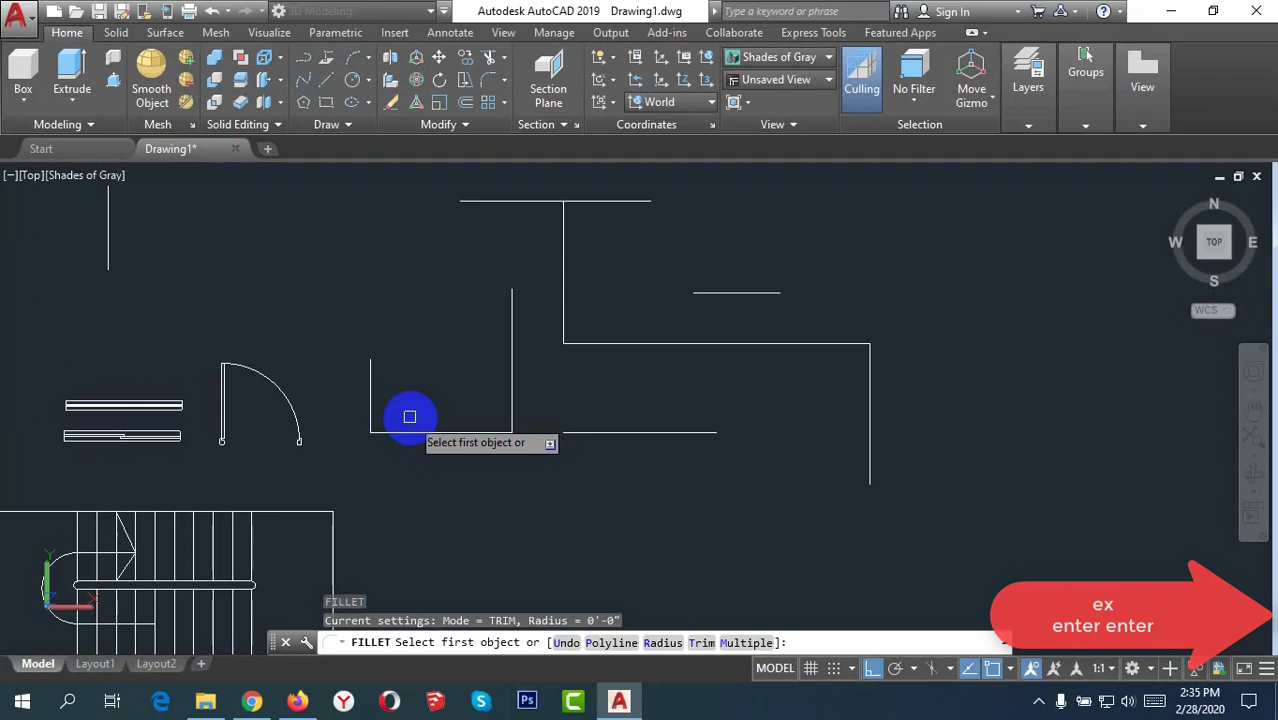 3D Modeling
Autodesk AutoCAD 2019 Drawing1.dwg
Type a keyword or phrase
Sign In
Home Solid Surface Mesh Visualize Parametric Insert Annotate View Manage Output Add-ins Collaborate Express Tools Featured Apps
Box
Extrude
Smooth
Object
Section
Plane
World
Shades of Gray
Unsaved View
Culling
No Filter
Move
Gizmo
Layers
Groups
View
Modeling Mesh Solid Editing Draw Modify Section Coordinates View Selection
Start Drawing1*
[−][Top][Shades of Gray]
N
W TOP E
S
WCS
Select first object or
Y
X
FILLET
Current settings: Mode = TRIM, Radius = 0'-0"
FILLET Select first object or [Undo Polyline Radius Trim Multiple]:
ex
enter enter
Model Layout1 Layout2
MODEL
1:1
Ps
2:35 PM
2/28/2020